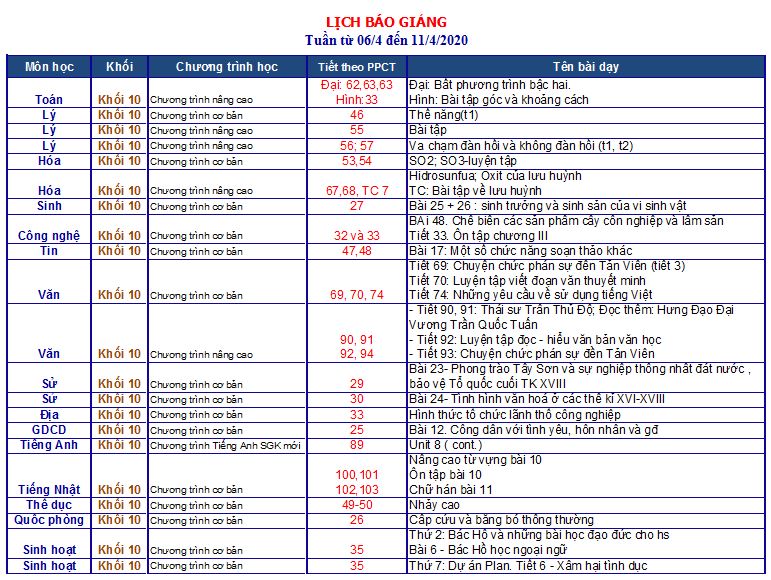 LỊCH BÁO GIẢNG
Tuần từ 06/4 đến 11/4/2020
Môn học Khối Chương trình học Tiết theo PPCT Tên bài dạy
Đại: 62,63,63 Đại: Bất phương trình bậc hai.
Toán Khối 10 Chương trình nâng cao Hình:33 Hình: Bài tập góc và khoảng cách
Lý Khối 10 Chương trình cơ bản 46 Thế năng(t1)
Lý Khối 10 Chương trình nâng cao 55 Bài tập
Lý Khối 10 Chương trình nâng cao 56; 57 Va chạm đàn hồi và không đàn hồi (t1, t2)
Hóa Khối 10 Chương trình cơ bản 53,54 SO2; SO3-luyện tập
Hidrosunfua; Oxit của lưu huỳnh
Hóa Khối 10 Chương trình nâng cao 67,68, TC 7 TC: Bài tập về lưu huỳnh
Sinh Khối 10 Chương trình cơ bản 27 Bài 25 + 26 : sinh trưởng và sinh sản của vi sinh vật
BÀi 48. Chế biến các sản phẩm cây côn nghiệp và lâm sản
Công nghệ Khối 10 Chương trình cơ bản 32 và 33 Tiết 33. Ôn tập chương III
Tin Khối 10 Chương trình cơ bản 47,48 Bài 17: Một số chức năng soạn thảo khác
Tiết 69: Chuyện chức phán sự đến Tản Viên (tiết 3)
Tiết 70: Luyện tập viết đoạn văn thuyết minh
Văn Khối 10 Chương trình cơ bản 69, 70, 74 Tiết 74: Những yêu cầu về sử dụng tiếng Việt
- Tiết 90, 91: Thái sư Trần Thủ Độ; Đọc thêm: Hưng Đạo Đại
Vương Trần Quốc Tuấn
90, 91 - Tiết 92: Luyện tập đọc - hiểu văn bản văn học
Văn Khối 10 Chương trình nâng cao 92, 94 - Tiết 93: Chuyện chức phán sự đền Tản Viên
Bài 23- Phong trào Tây Sơn và sự nghiệp thống nhất đát nước ,
Sử Khối 10 Chương trình cơ bản 29 bảo vệ Tổ quốc cuối TK XVIII
Sử Khối 10 Chương trình cơ bản 30 Bài 24- Tình hình văn hoá ở các thế kỉ XVI-XVIII
Địa Khối 10 Chương trình cơ bản 33 Hình thức tổ chức lãnh thổ công nghiệp
GDCD Khối 10 Chương trình cơ bản 25 Bài 12. Công dân với tình yêu, hôn nhân và gđ
Tiếng Anh Khối 10 Chương trình Tiếng Anh SGK mới 89 Unit 8 ( cont.)
Nâng cao từ vựng bài 10
100,101 Ôn tập bài 10
Tiếng Nhật Khối 10 Chương trình cơ bản 102,103 Chữ hán bài 11
Thể dục Khối 10 Chương trình cơ bản 49-50 Nhảy cao
Quốc phòng Khối 10 Chương trình cơ bản 26 Cấp cứu và băng bó thông thường
Thứ 2: Bác Hồ và những bài học đạo đức cho hs
Sinh hoạt Khối 10 Chương trình cơ bản 35 Bài 6 - Bác Hồ học ngoại ngữ
Sinh hoạt Khối 10 Chương trình cơ bản 35 Thứ 7: Dự án Plan. Tiết 6 - Xâm hại tình dục